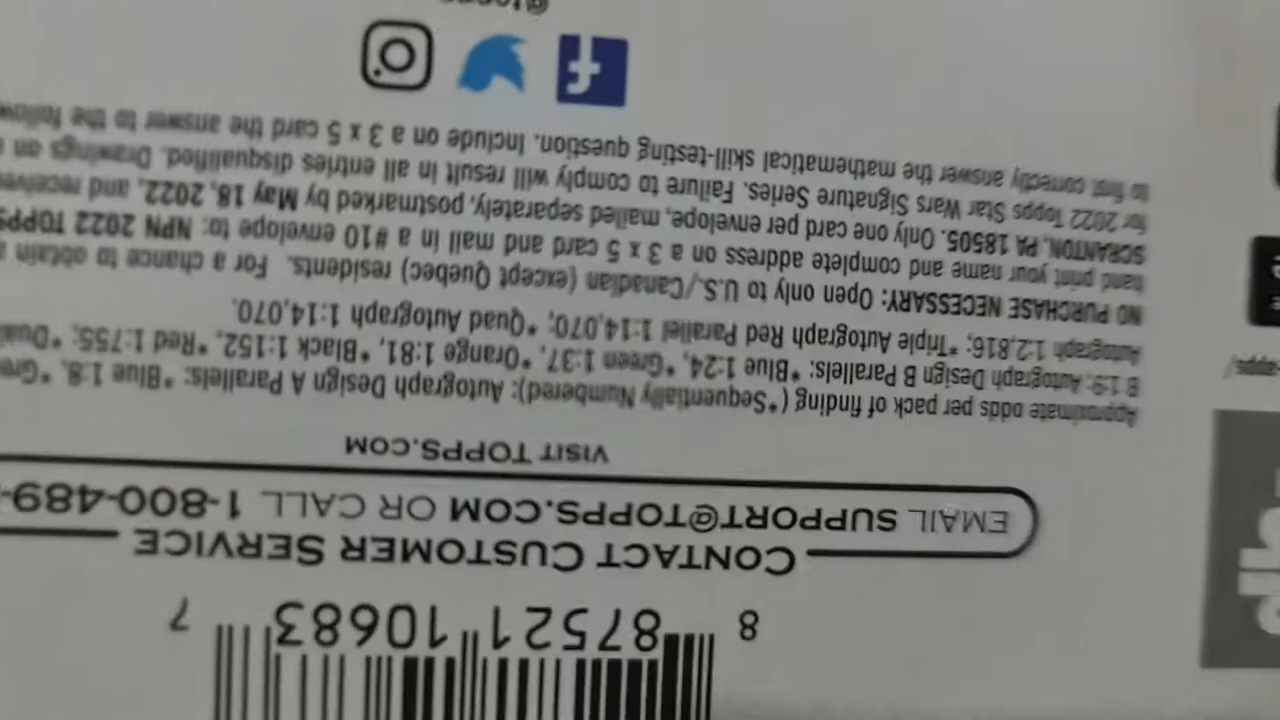 8 87521 10683 7
CONTACT CUSTOMER SERVICE
EMAIL SUPPORT@TOPPS.COM OR CALL 1-800-489-
VISIT TOPPS.COM
Approximate odds per pack of finding (*Sequentially Numbered): Autograph Design A Parallels: *Blue 1:8, *Gre
B 1:9; Autograph Design B Parallels: *Blue 1:24, *Green 1:37, *Orange 1:81, *Black 1:152, *Red 1:755; *Dual
Autograph 1:2,816; *Triple Autograph Red Parallel 1:14,070; *Quad Autograph 1:14,070.
NO PURCHASE NECESSARY: Open only to U.S./Canadian (except Quebec) residents. For a chance to obtain
hand print your name and complete address on a 3 x 5 card and mail in a #10 envelope to: NPN 2022 TOPPS
SCRANTON, PA 18505. Only one card per envelope, mailed separately, postmarked by May 18, 2022, and received
for 2022 Topps Star Wars Signature Series. Failure to comply will result in all entries disqualified. Drawings on
to first correctly answer the mathematical skill-testing question. Include on a 3 x 5 card the answer to the follow
@topps